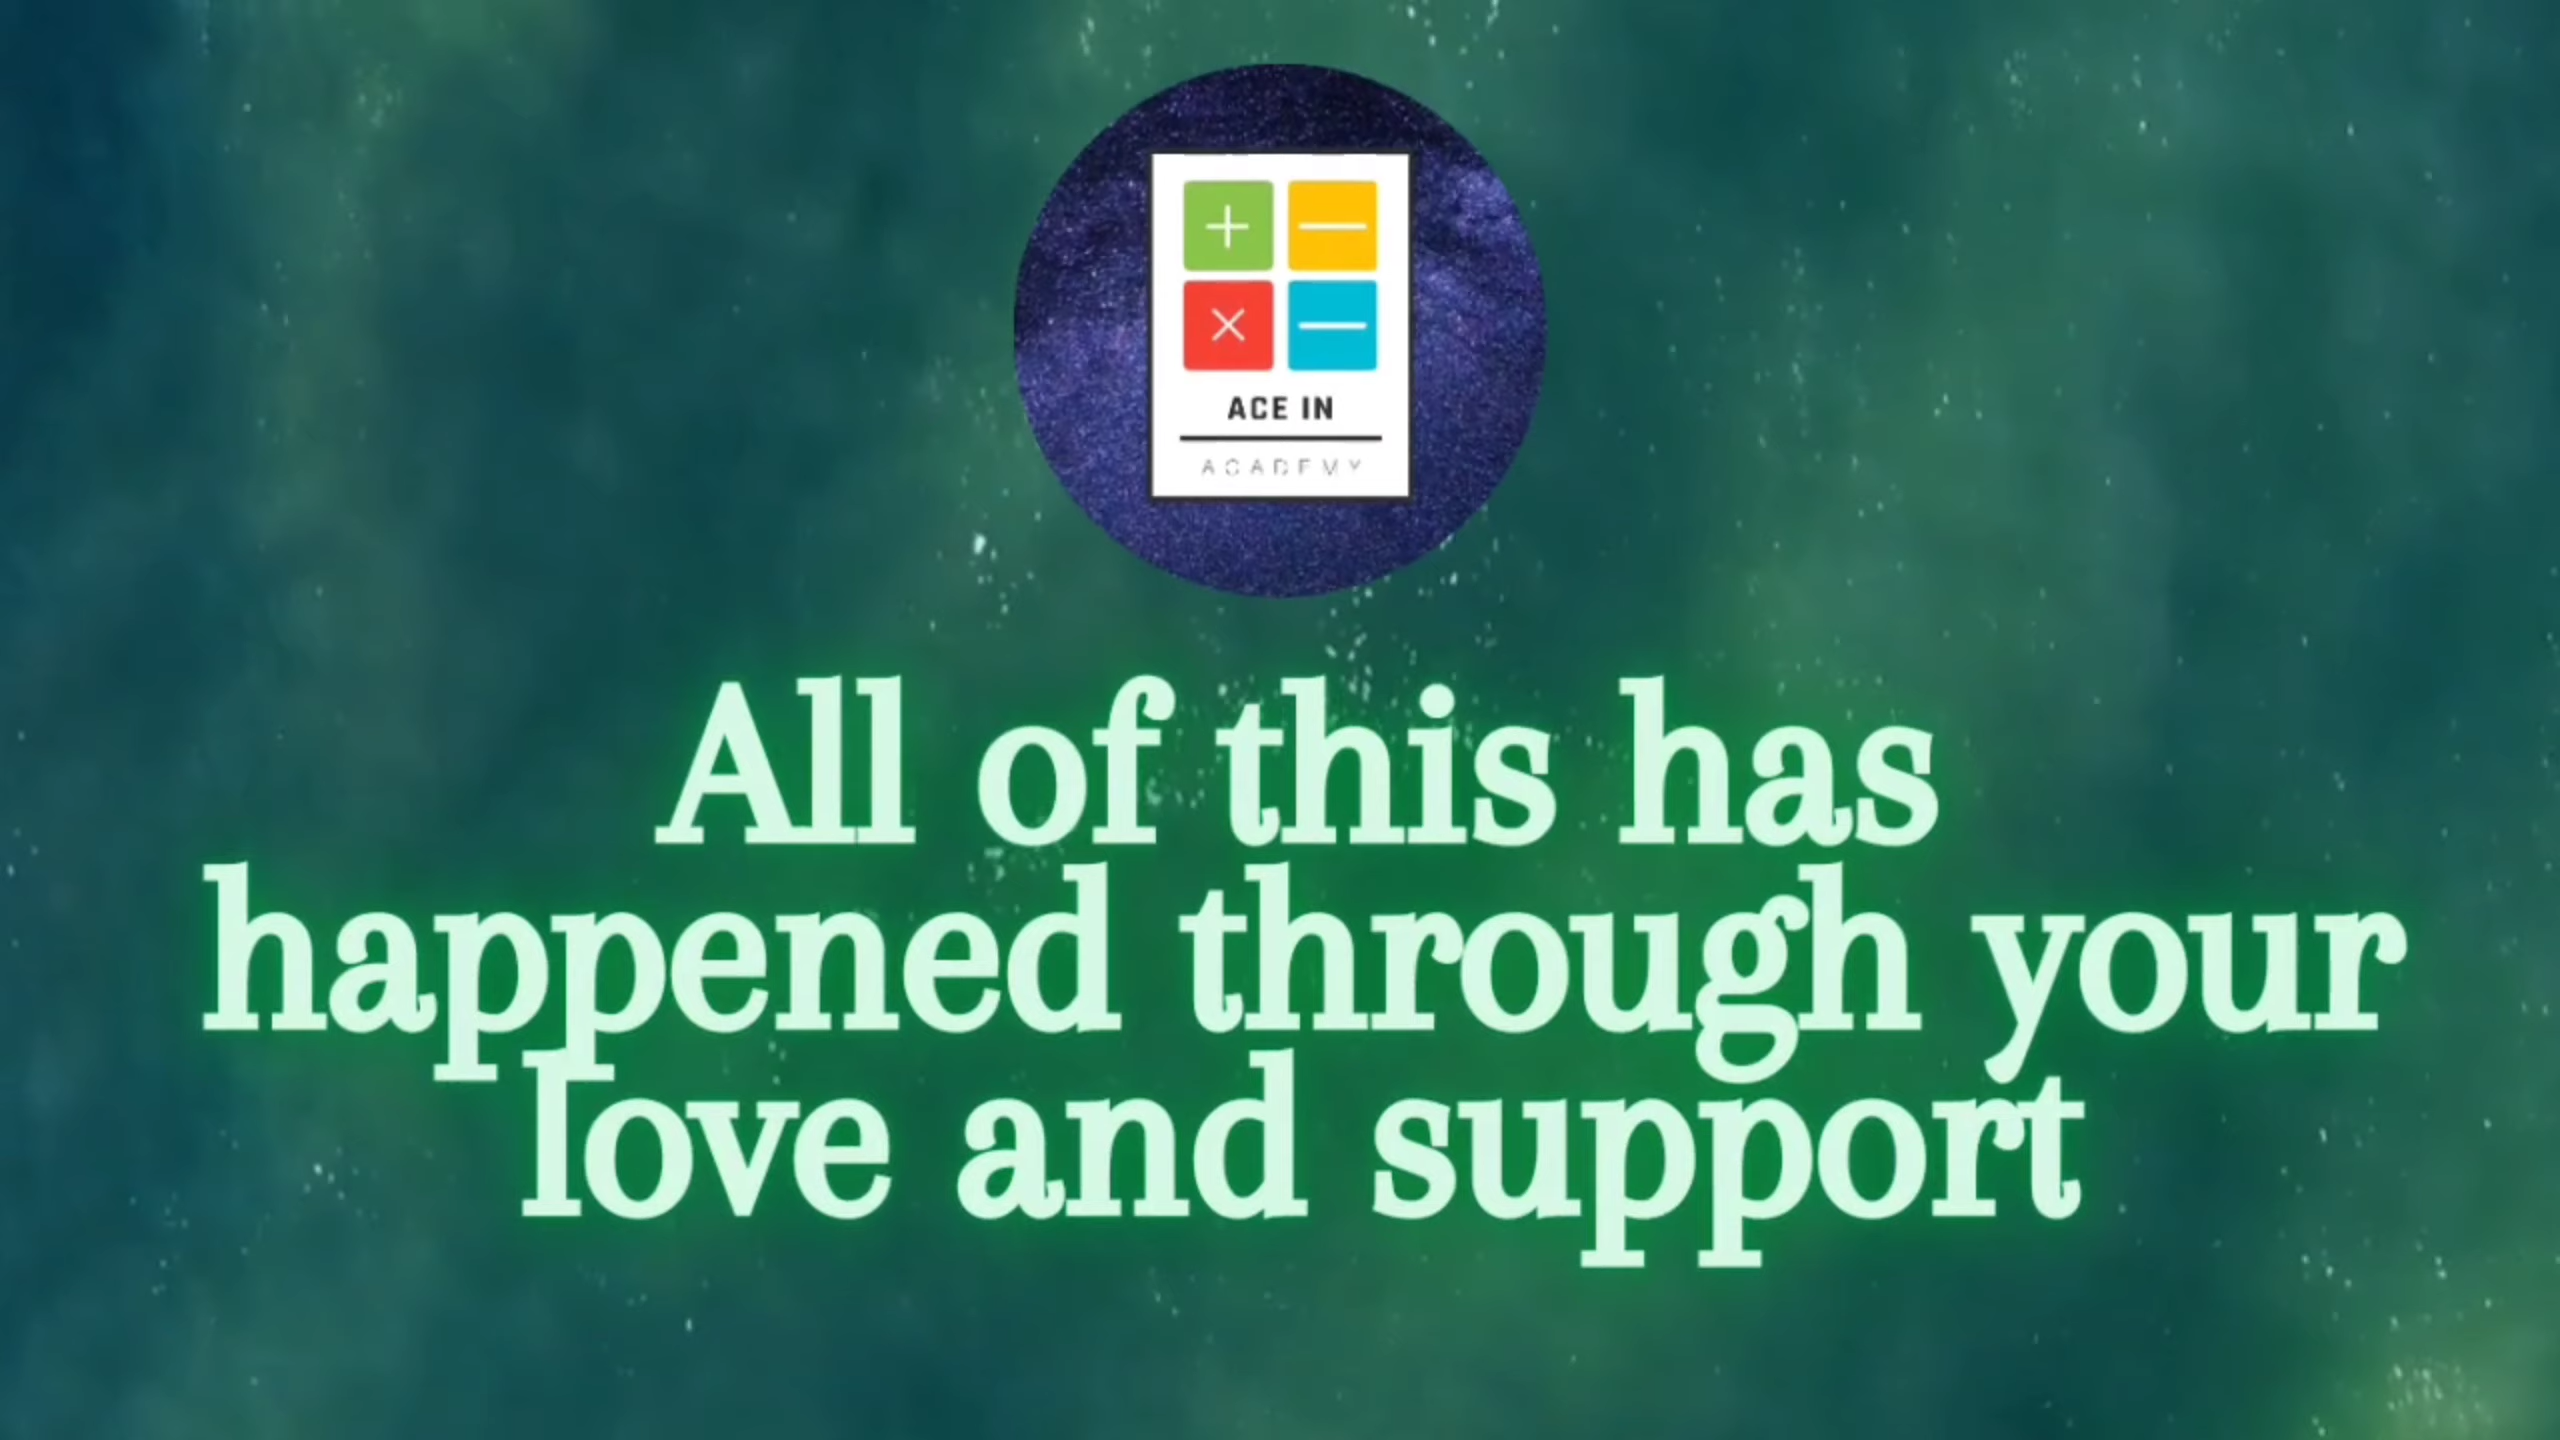 ACE IN
ACADEMY
All of this has
happened through your
love and support